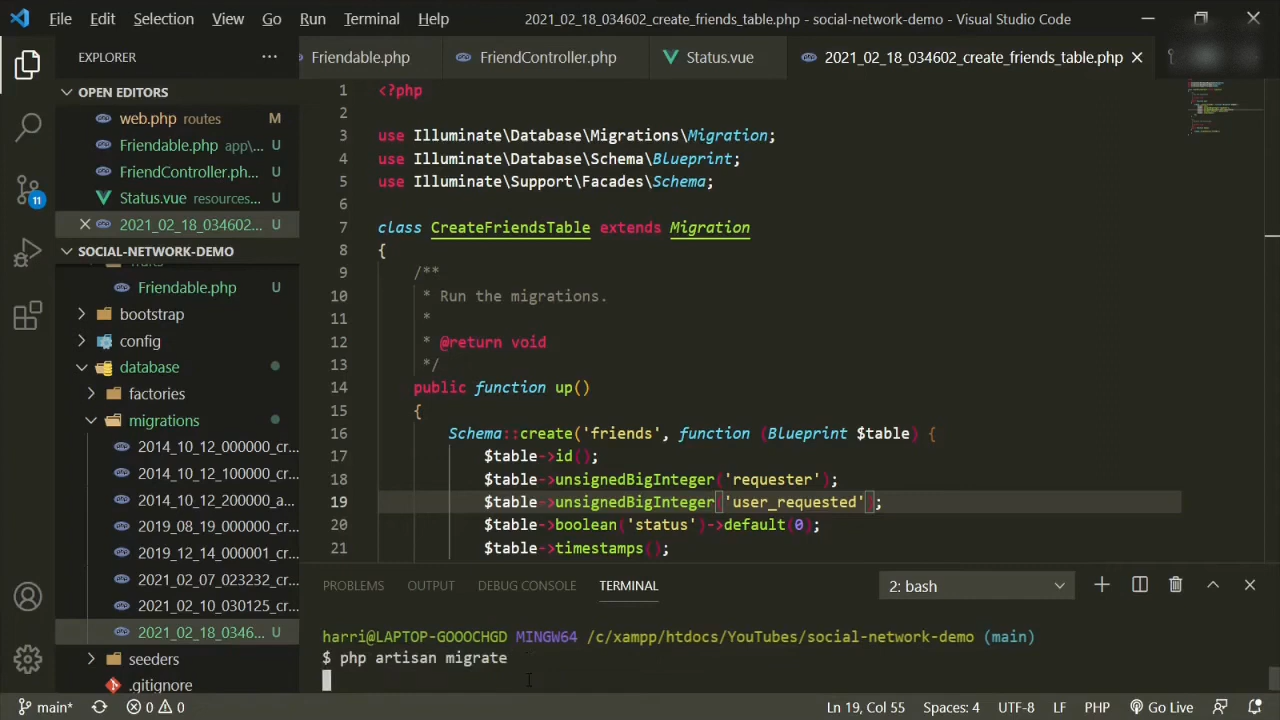 File Edit Selection View Go Run Terminal Help 2021_02_18_034602_create_friends_table.php - social-network-demo - Visual Studio Code
EXPLORER
Friendable.php FriendController.php Status.vue 2021_02_18_034602_create_friends_table.php
OPEN EDITORS
web.php routes M
Friendable.php app\... U
FriendController.ph... U
Status.vue resources... U
2021_02_18_034602... U
SOCIAL-NETWORK-DEMO
Friendable.php U
bootstrap
config
database
factories
migrations
2014_10_12_000000_cr...
2014_10_12_100000_cr...
2014_10_12_200000_a...
2019_08_19_000000_cr...
2019_12_14_000001_cr...
2021_02_07_023232_cr...
2021_02_10_030125_cr...
2021_02_18_0346... U
seeders
.gitignore
11
1 <?php
2
3 use Illuminate\Database\Migrations\Migration;
4 use Illuminate\Database\Schema\Blueprint;
5 use Illuminate\Support\Facades\Schema;
6
7 class CreateFriendsTable extends Migration
8 {
9 /**
10 * Run the migrations.
11 *
12 * @return void
13 */
14 public function up()
15 {
16 Schema::create('friends', function (Blueprint $table) {
17 $table->id();
18 $table->unsignedBigInteger('requester');
19 $table->unsignedBigInteger('user_requested');
20 $table->boolean('status')->default(0);
21 $table->timestamps();
PROBLEMS OUTPUT DEBUG CONSOLE TERMINAL 2: bash
harri@LAPTOP-GOOOCHGD MINGW64 /c/xampp/htdocs/YouTubes/social-network-demo (main)
$ php artisan migrate
main* 0 0 Ln 19, Col 55 Spaces: 4 UTF-8 LF PHP Go Live